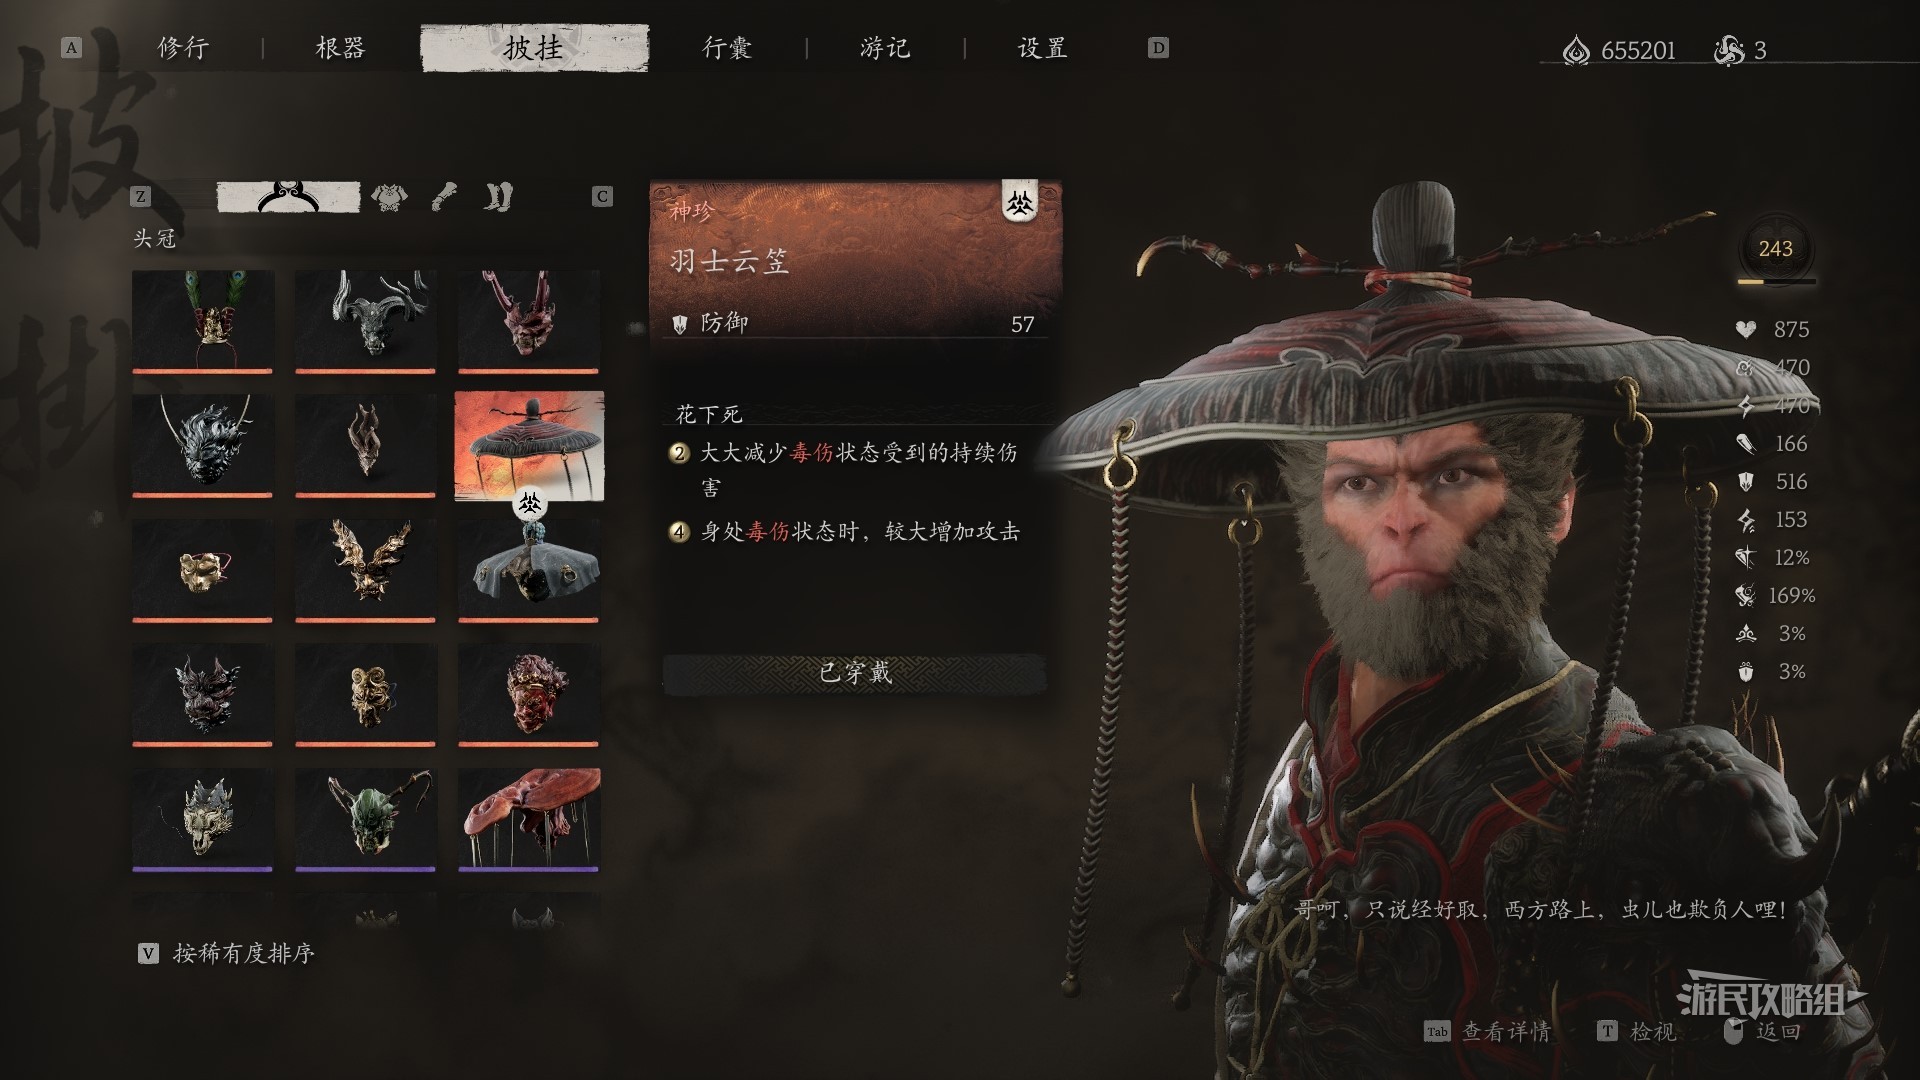 A 修行 根器 披挂 行囊 游记 设置 D
655201 3
披掛
Z C
头冠
神珍
羽士云笠
防御 57
花下死
2 大大减少毒伤状态受到的持续伤
害
4 身处毒伤状态时，较大增加攻击
已穿戴
243
875
470
470
166
516
153
12%
169%
3%
3%
哥呵，只说经好取，西方路上，虫儿也欺负人哩！
V 按稀有度排序
游民攻略组
Tab 查看详情 T 检视 返回